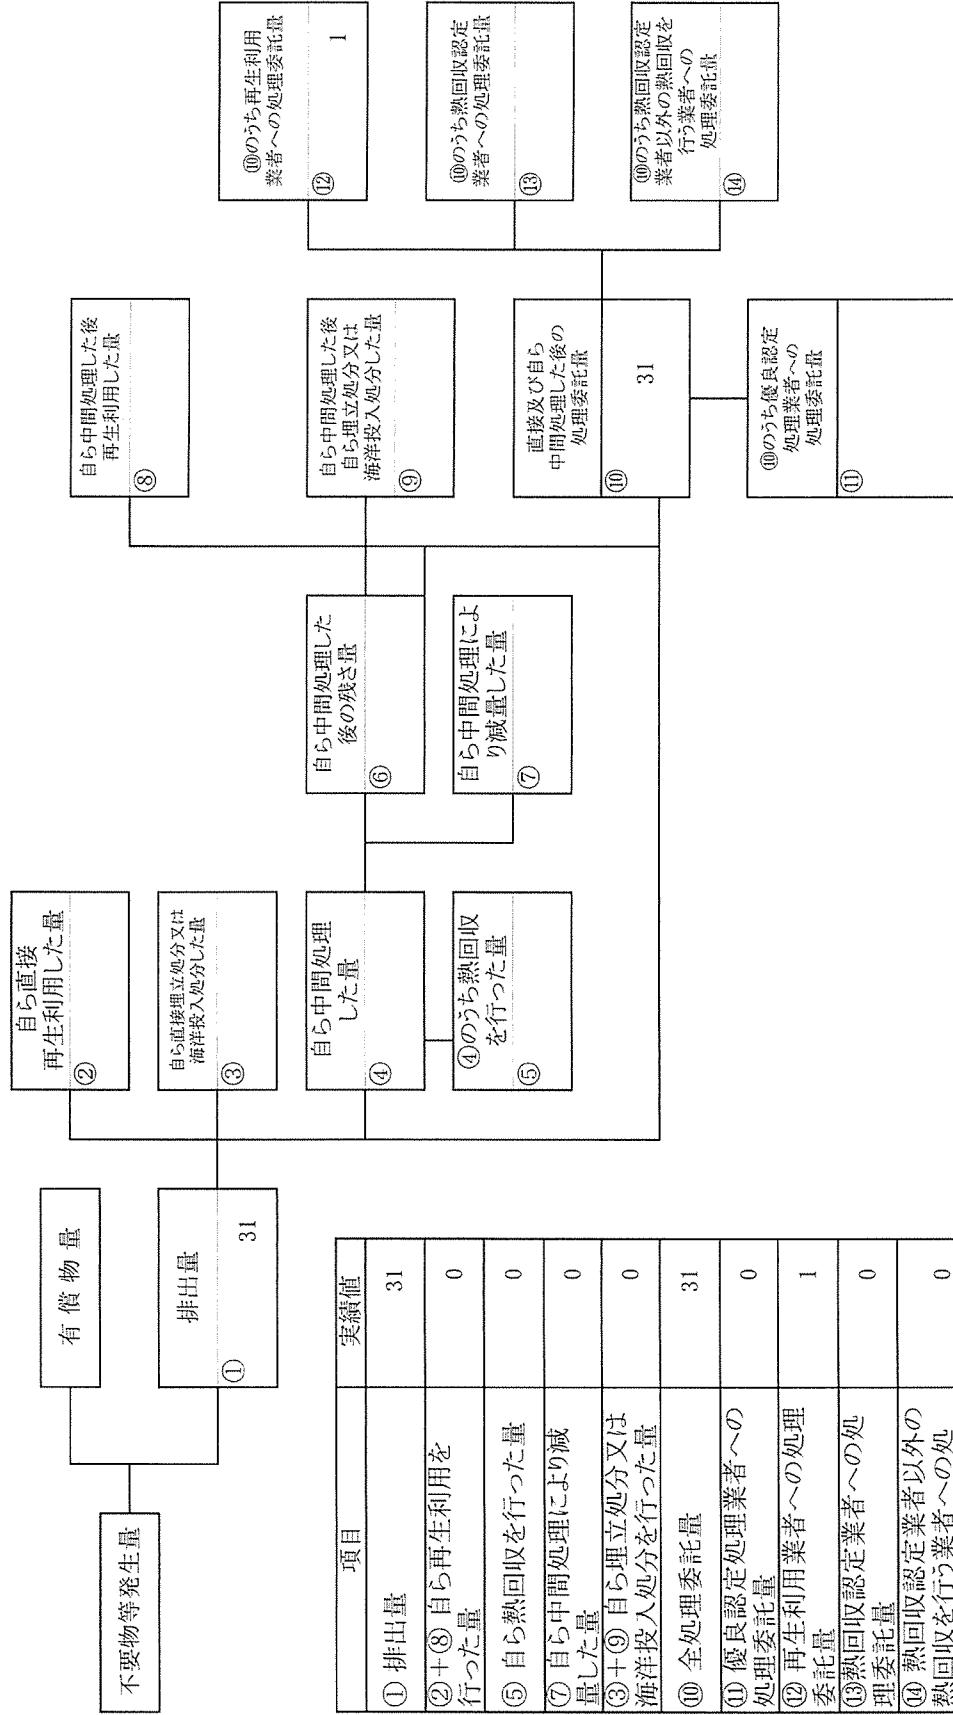 不要物等発生量
有 償 物 量
排出量
①
31
自ら直接
再生利用した量
②
自ら直接埋立処分又は
海洋投入処分した量
③
自ら中間処理
した量
④
④のうち熱回収
を行った量
⑤
自ら中間処理した
後の残さ量
⑥
自ら中間処理によ
り減量した量
⑦
自ら中間処理した後
再生利用した量
⑧
自ら中間処理した後
自ら埋立処分又は
海洋投入処分した量
⑨
直接及び自ら
中間処理した後の
処理委託量
⑩
31
⑩のうち優良認定
処理業者への
処理委託量
⑪
⑩のうち再生利用
業者への処理委託量
⑫
1
⑩のうち熱回収認定
業者への処理委託量
⑬
⑩のうち熱回収認定
業者以外の熱回収を
行う業者への
処理委託量
⑭
項目 実績値
① 排出量 31
②+⑧ 自ら再生利用を
行った量 0
⑤ 自ら熱回収を行った量 0
⑦ 自ら中間処理により減
量した量 0
③+⑨ 自ら埋立処分又は
海洋投入処分を行った量 0
⑩ 全処理委託量 31
⑪ 優良認定処理業者への
処理委託量 0
⑫ 再生利用業者への処理
委託量 1
⑬熱回収認定業者への処
理委託量 0
⑭ 熱回収認定業者以外の
熱回収を行う業者への処 0